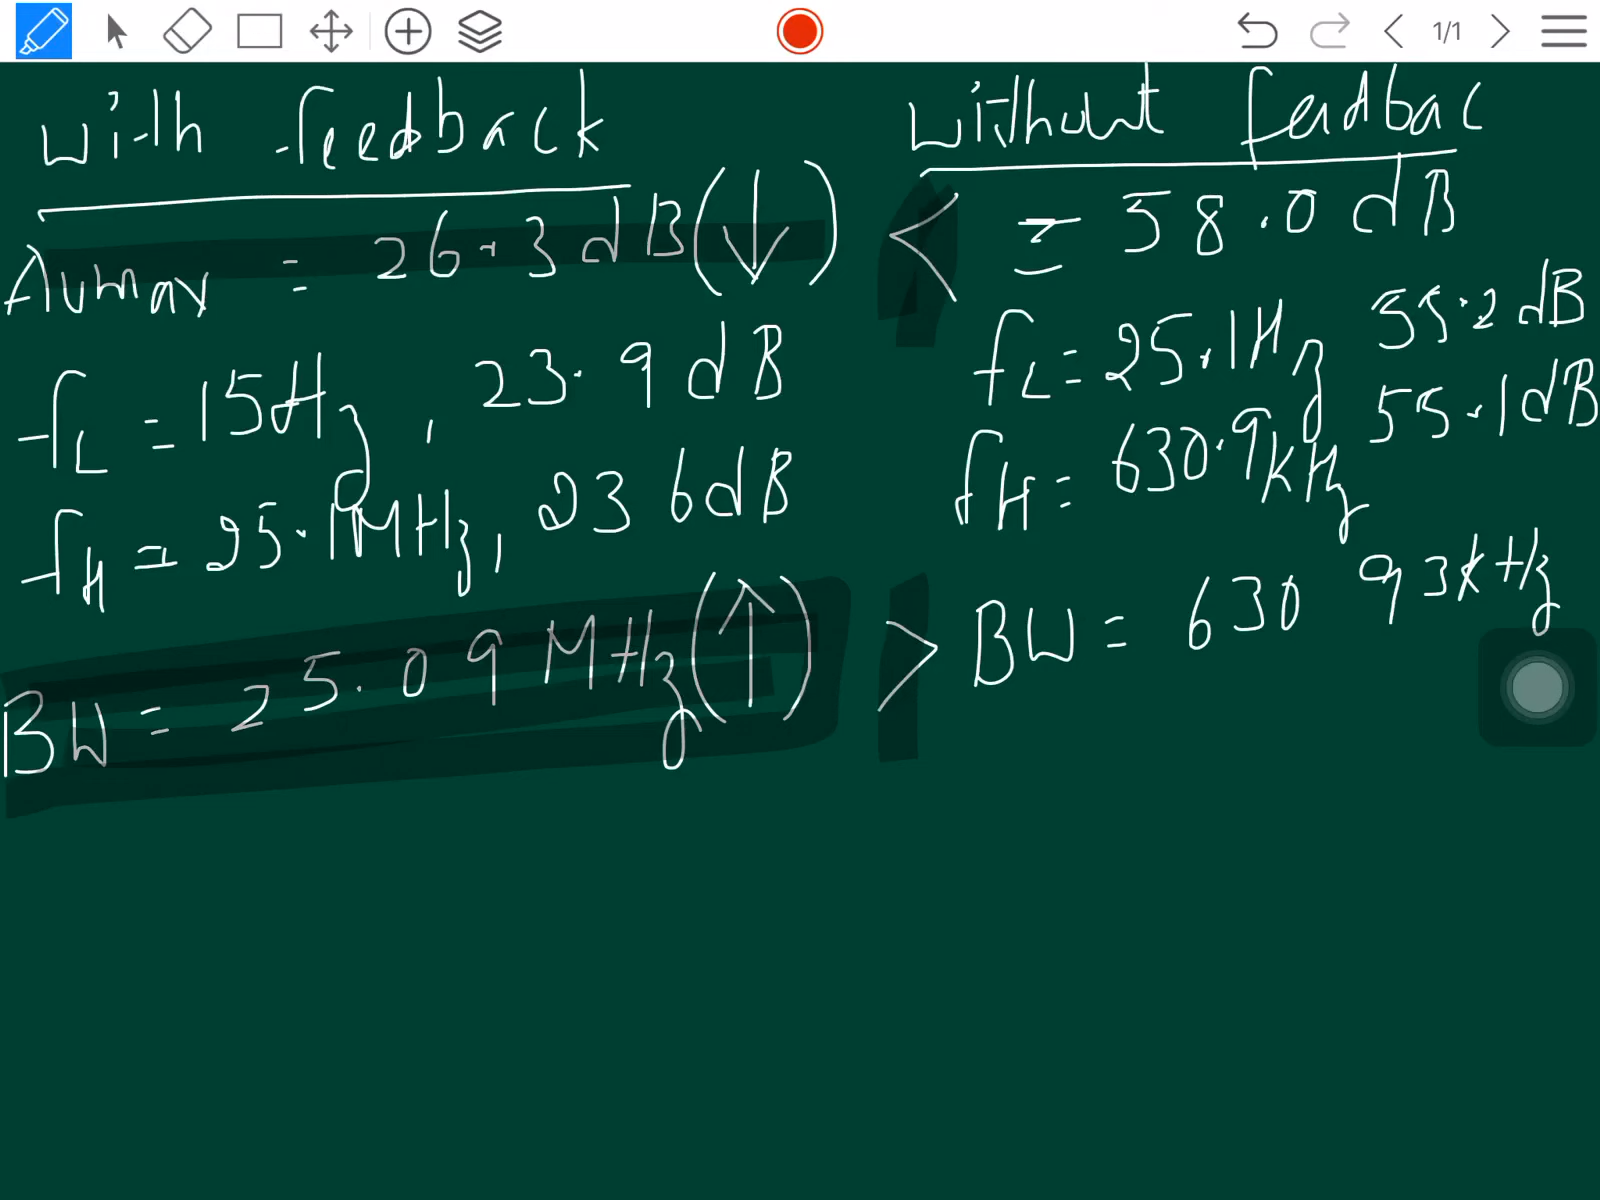 1/1
with feedback
Avmax = 26.3 dB (↓) <
fL = 15Hz, 23.9 dB
fH = 25.1MHz, 23 6dB
BW = 25.09 MHz (↑) >
without feedbac
= 58.0 dB
fL = 25.1Hz 55.2 dB
fH = 630.9kHz 55.1dB
BW = 630 93kHz